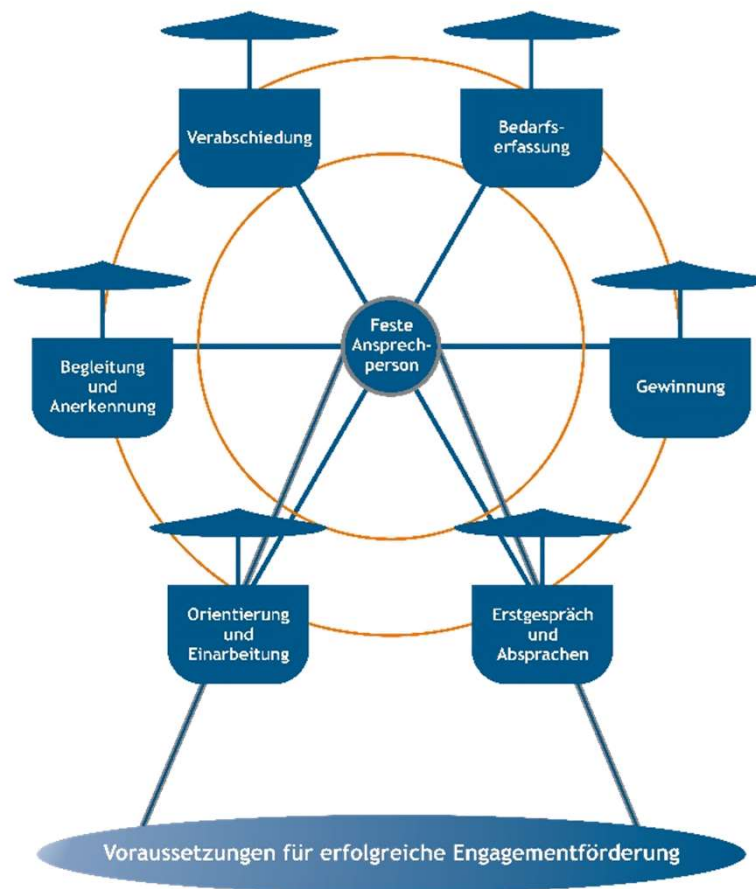 Verabschiedung
Bedarfs-
erfassung
Feste
Ansprech-
person
Begleitung
und
Anerkennung
Gewinnung
Orientierung
und
Einarbeitung
Erstgespräch
und
Absprachen
Voraussetzungen für erfolgreiche Engagementförderung